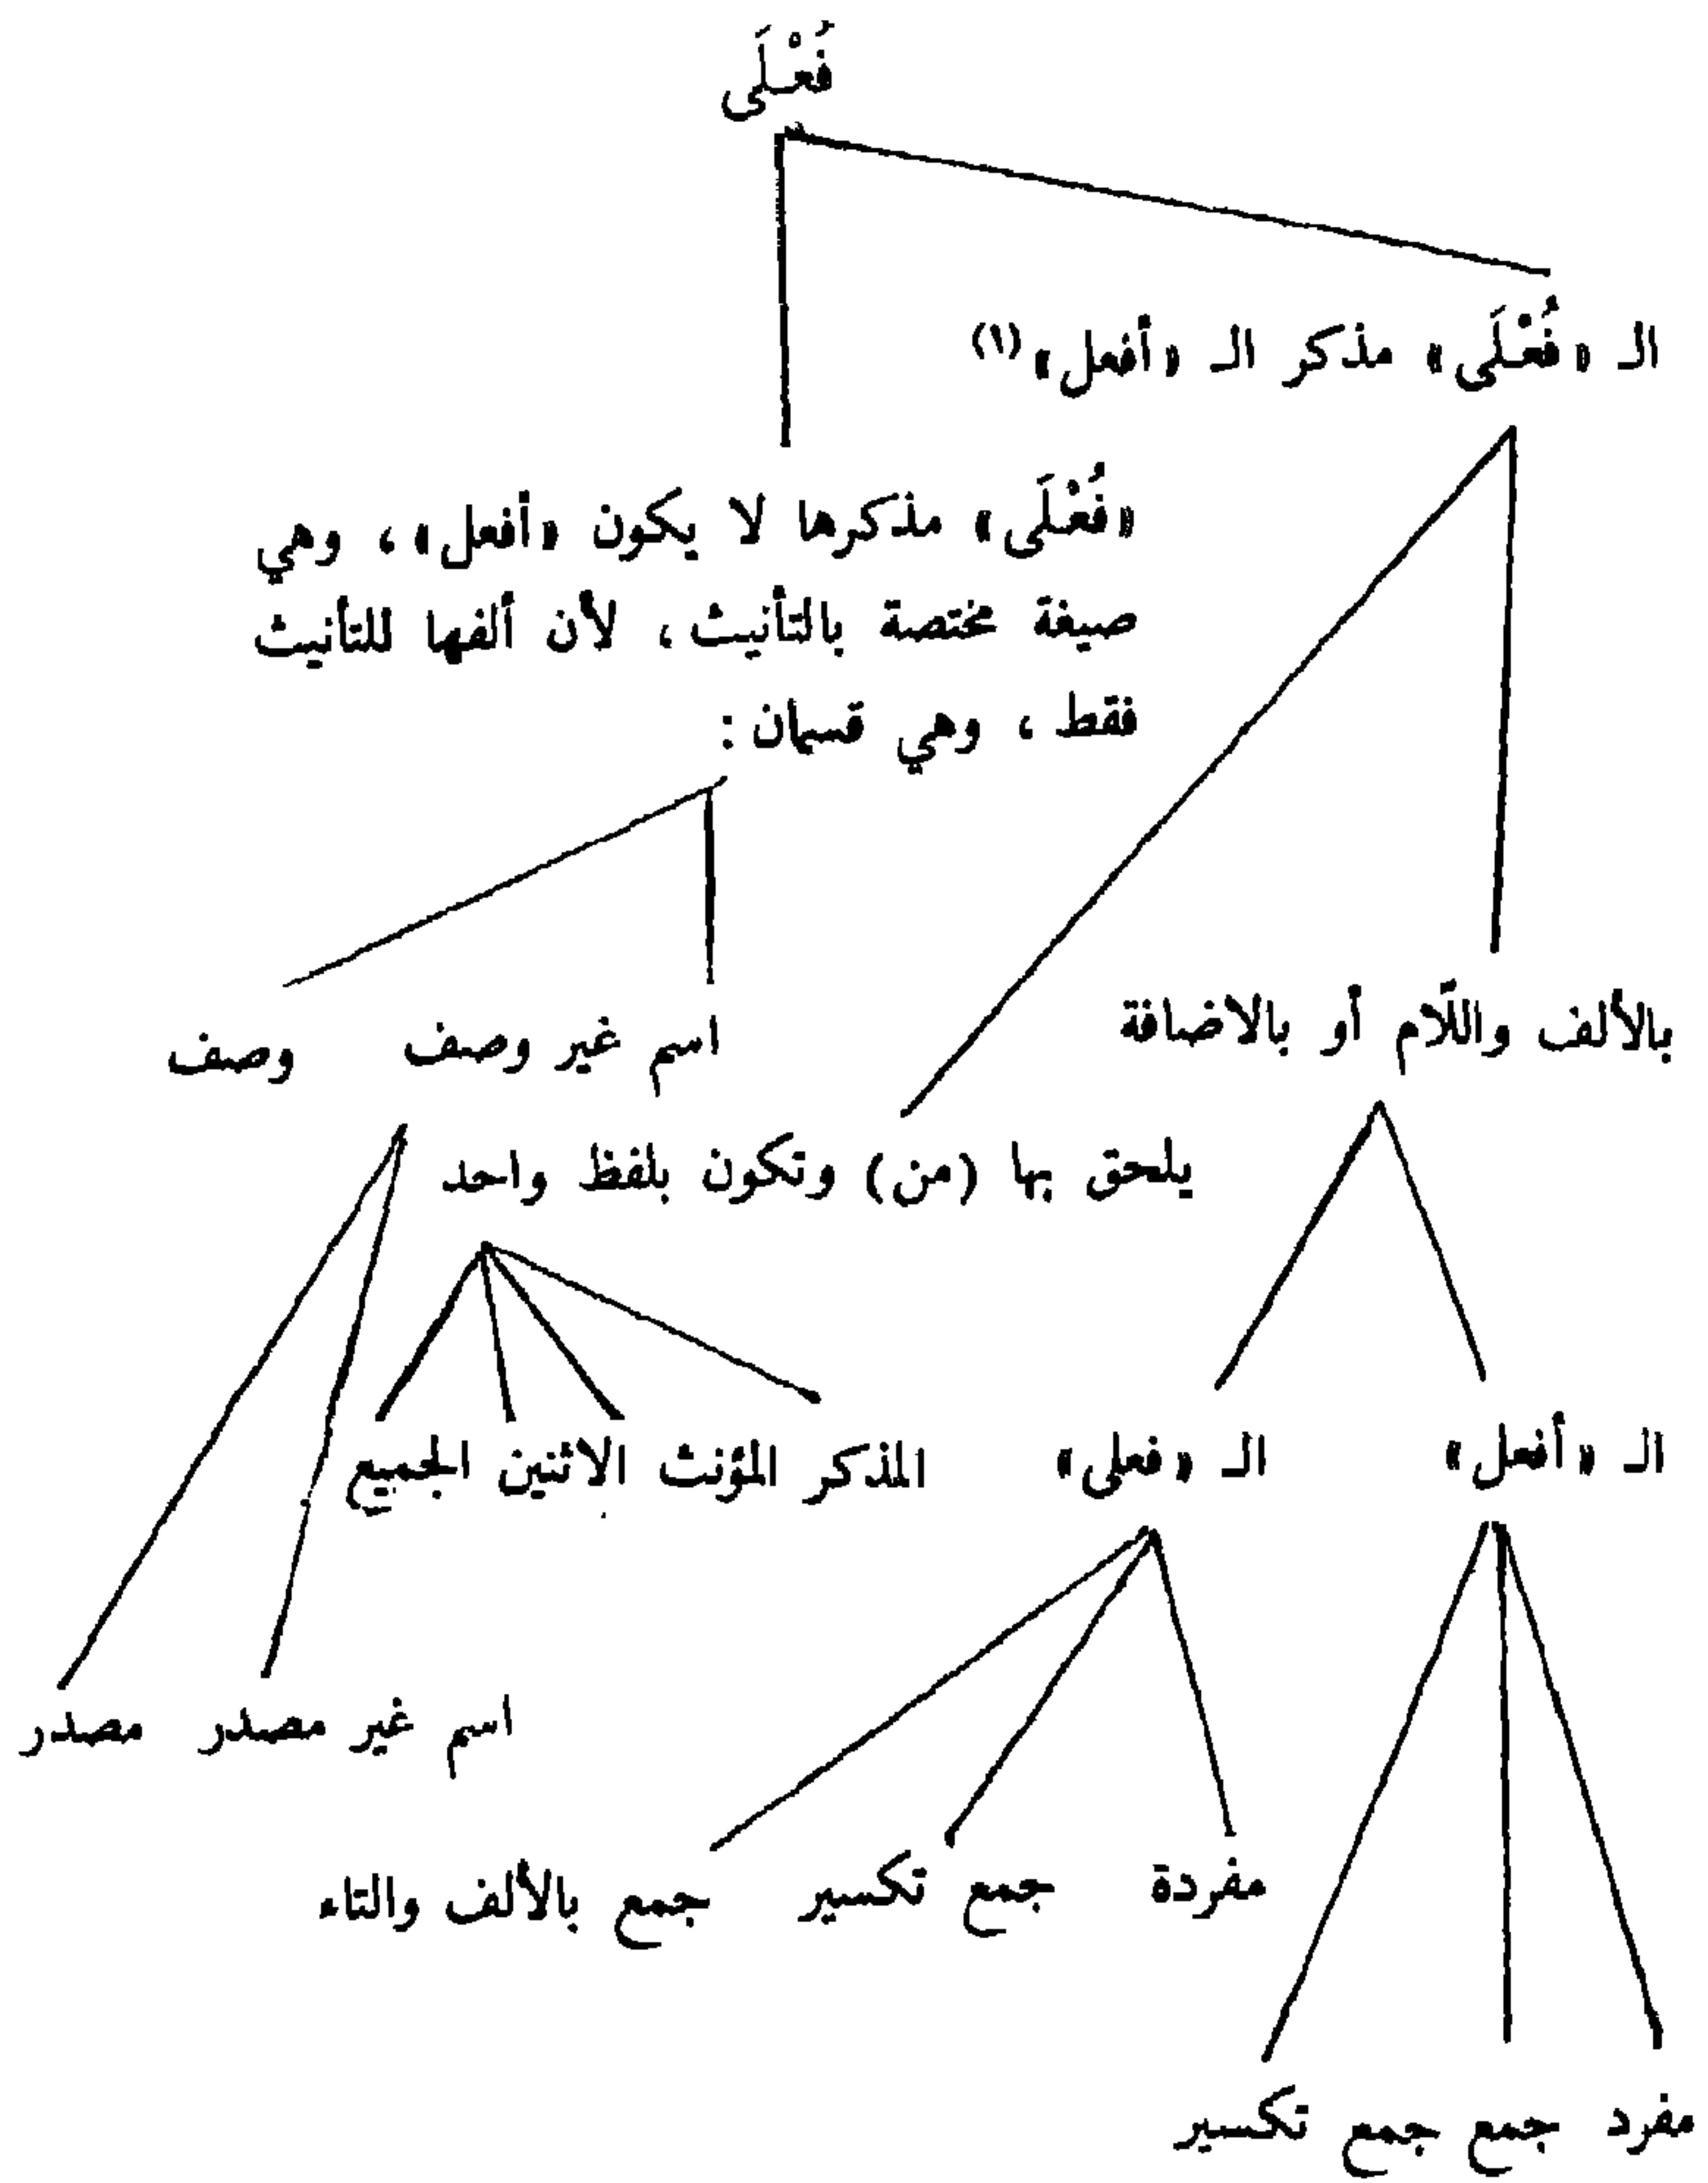 فُعْلَى
الـ «فُعْلَى» مذكر الـ «أفعل» (١)
«فُعْلَى» مذكرها لا يكون «أفعل»، وهي
صيغة مختصة بالتأنيث، لأن ألفها للتأنيث
فقط، وهي قسمان:
بالألف واللّام أو بالاضافة
اسم غير وصف
وصف
يلحق بها (من) وتكون بلفظ واحد
الـ «أفعل»
الـ «فعلى»
المذكر المؤنث الاثنين الجميع
اسم غير مصدر
مصدر
مفردة جمع تكسير جمع بالألف والتاء
مفرد جمع جمع تكسير